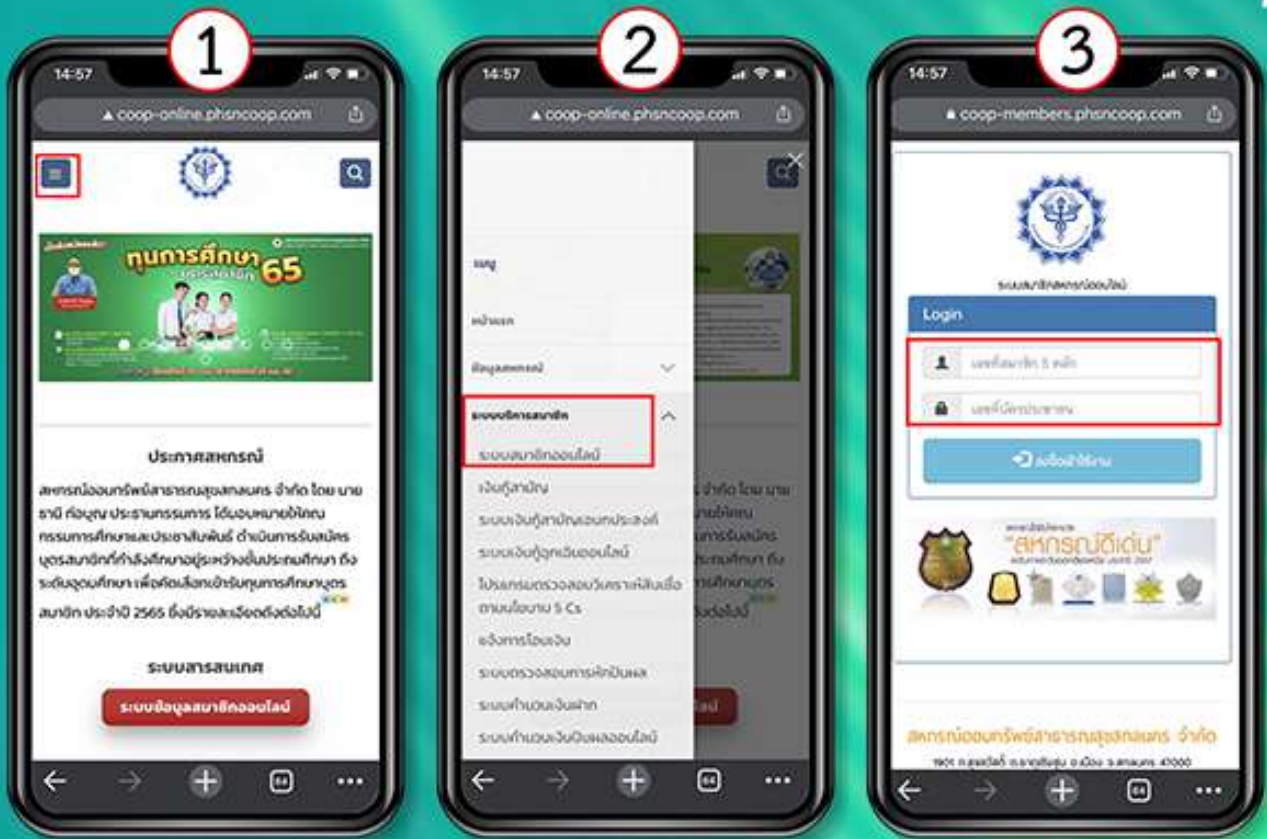 1
14:57
coop-online.phsncoop.com
ทุนการศึกษา
บุตรสมาชิก 65
ประกาศสหกรณ์
สหกรณ์ออมทรัพย์สาธารณสุขสกลนคร จำกัด โดย นาย
ธานี ก่อบุญ ประธานกรรมการ ได้มอบหมายให้คณะ
กรรมการศึกษาและประชาสัมพันธ์ ดำเนินการรับสมัคร
บุตรสมาชิกที่กำลังศึกษาอยู่ระหว่างชั้นประถมศึกษา ถึง
ระดับอุดมศึกษา เพื่อคัดเลือกเข้ารับทุนการศึกษาบุตร
สมาชิก ประจำปี 2565 ซึ่งมีรายละเอียดดังต่อไปนี้
ระบบสารสนเทศ
ระบบข้อมูลสมาชิกออนไลน์
64
2
14:57
coop-online.phsncoop.com
เมนู
หน้าแรก
ข้อมูลสหกรณ์
ระบบบริการสมาชิก
ระบบสมาชิกออนไลน์
เงินกู้สามัญ
ระบบเงินกู้สามัญเอนกประสงค์
ระบบเงินกู้ฉุกเฉินออนไลน์
โปรแกรมตรวจสอบวิเคราะห์สินเชื่อ
ตามนโยบาย 5 Cs
แจ้งการโอนเงิน
ระบบตรวจสอบการหักปันผล
ระบบคำนวนเงินฝาก
ระบบคำนวนเงินปันผลออนไลน์
64
3
14:57
coop-members.phsncoop.com
ระบบสมาชิกสหกรณ์ออนไลน์
Login
เลขที่สมาชิก 5 หลัก
เลขที่บัตรประชาชน
ลงชื่อเข้าใช้งาน
"สหกรณ์ดีเด่น"
สหกรณ์ออมทรัพย์สาธารณสุขสกลนคร จำกัด
64